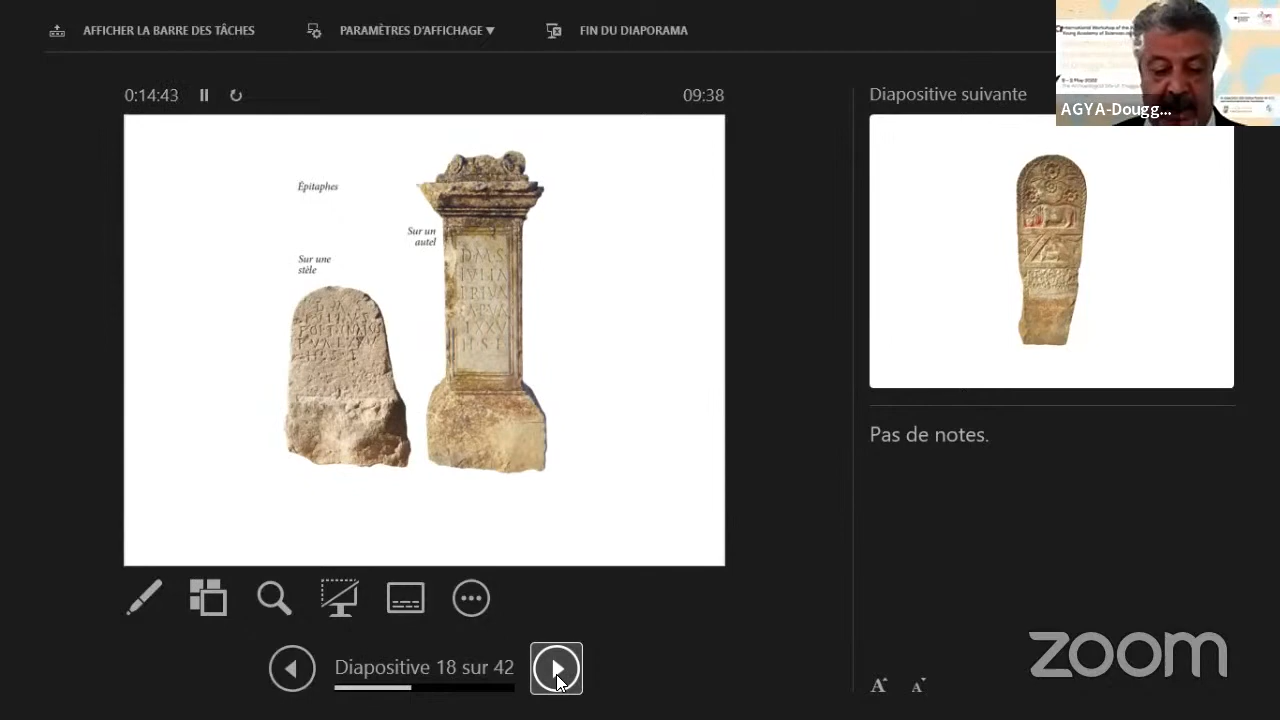 AFFICHER LA BARRE DES TÂCHES
PARAMÈTRES D'AFFICHAGE ▼
FIN DU DIAPORAMA
0:14:43
09:38
Diapositive suivante
AGYA-Dougg...
Épitaphes
Sur un
autel
Sur une
stèle
D M S
IVLIA
LXXV
H S E
Pas de notes.
Diapositive 18 sur 42
A A
zoom